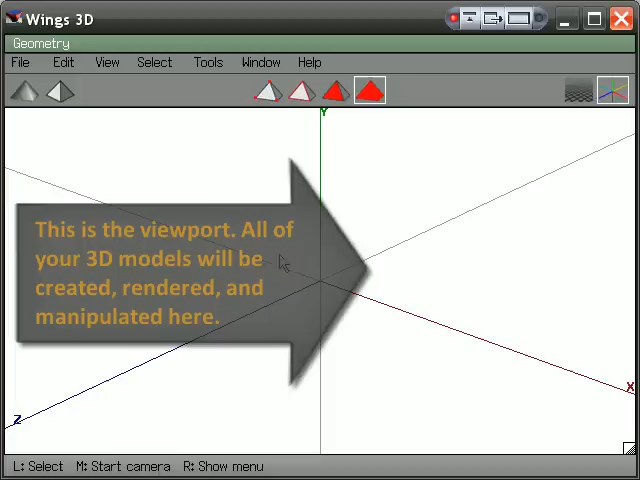 Wings 3D
Geometry
File Edit View Select Tools Window Help
Y
This is the viewport. All of
your 3D models will be
created, rendered, and
manipulated here.
X
Z
L: Select M: Start camera R: Show menu